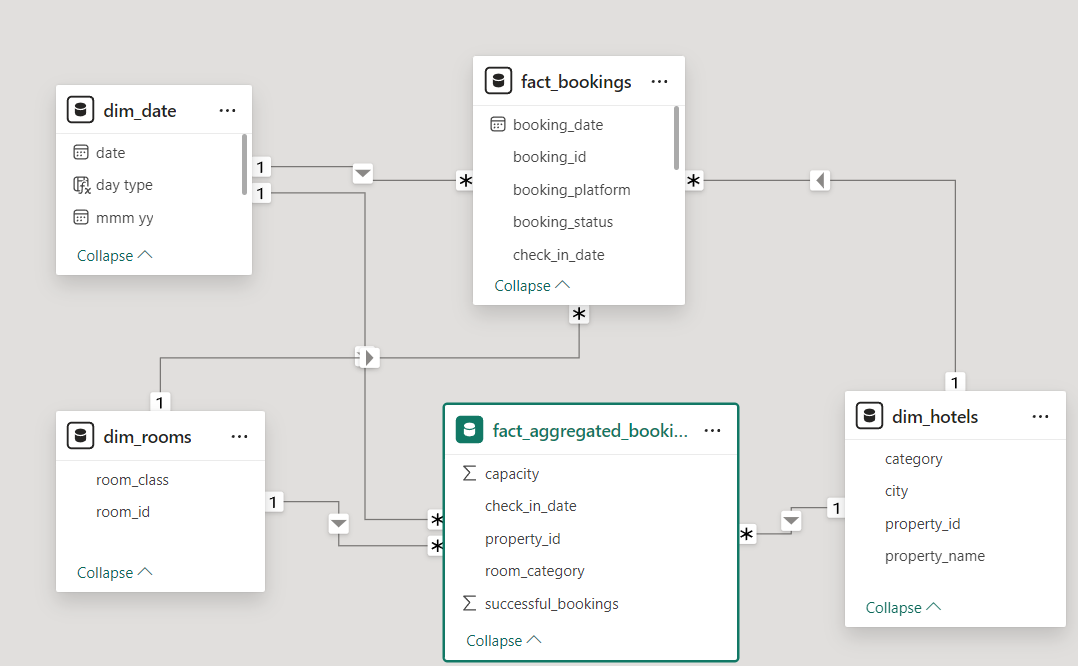 dim_date ...
date
day type
mmm yy
Collapse
fact_bookings ...
booking_date
booking_id
booking_platform
booking_status
check_in_date
Collapse
1
*
1
*
*
1
1
dim_rooms ...
room_class
room_id
Collapse
1
*
*
fact_aggregated_booki... ...
Σ capacity
check_in_date
property_id
room_category
Σ successful_bookings
Collapse
*
1
dim_hotels ...
category
city
property_id
property_name
Collapse